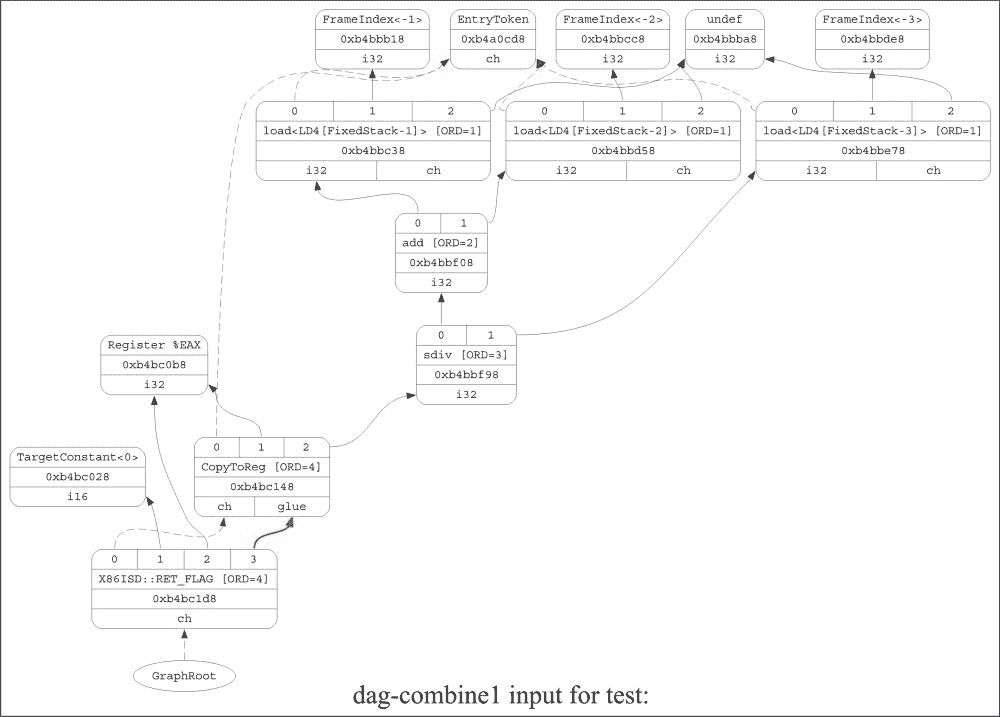 FrameIndex<-1>
0xb4bbb18
i32
EntryToken
0xb4a0cd8
ch
FrameIndex<-2>
0xb4bbcc8
i32
undef
0xb4bbba8
i32
FrameIndex<-3>
0xb4bbde8
i32
0 1 2
load<LD4[FixedStack-1]> [ORD=1]
0xb4bbc38
i32 ch
0 1 2
load<LD4[FixedStack-2]> [ORD=1]
0xb4bbd58
i32 ch
0 1 2
load<LD4[FixedStack-3]> [ORD=1]
0xb4bbe78
i32 ch
0 1
add [ORD=2]
0xb4bbf08
i32
0 1
sdiv [ORD=3]
0xb4bbf98
i32
Register %EAX
0xb4bc0b8
i32
0 1 2
CopyToReg [ORD=4]
0xb4bc148
ch glue
TargetConstant<0>
0xb4bc028
i16
0 1 2 3
X86ISD::RET_FLAG [ORD=4]
0xb4bc1d8
ch
GraphRoot
dag-combine1 input for test: